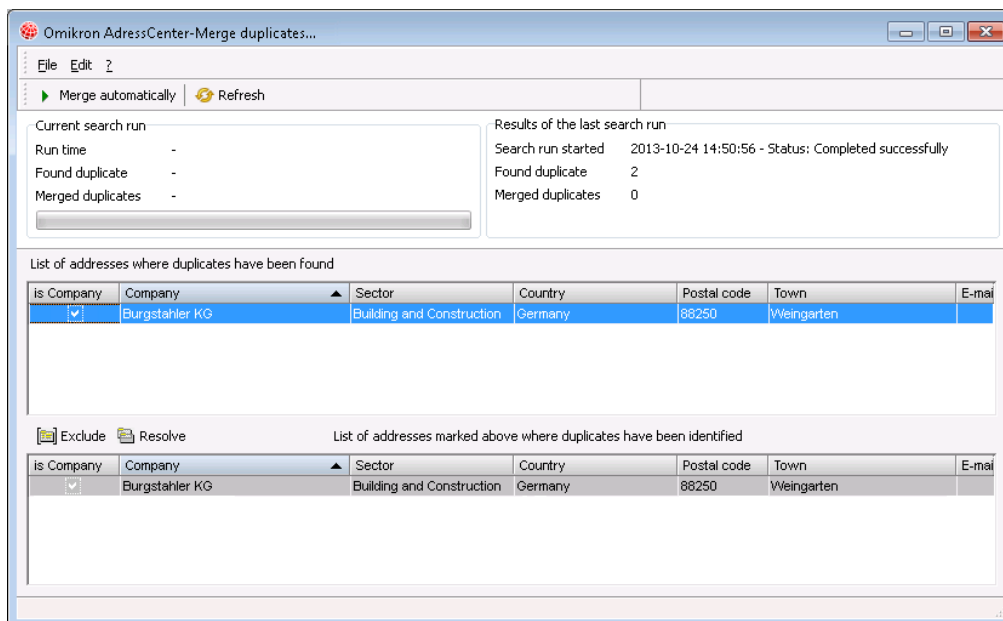 Omikron AdressCenter-Merge duplicates...
File Edit ?
Merge automatically Refresh
Current search run
Run time -
Found duplicate -
Merged duplicates -
Results of the last search run
Search run started 2013-10-24 14:50:56 - Status: Completed successfully
Found duplicate 2
Merged duplicates 0
List of addresses where duplicates have been found
is Company Company Sector Country Postal code Town E-mai
Burgstahler KG Building and Construction Germany 88250 Weingarten
Exclude Resolve List of addresses marked above where duplicates have been identified
is Company Company Sector Country Postal code Town E-mai
Burgstahler KG Building and Construction Germany 88250 Weingarten